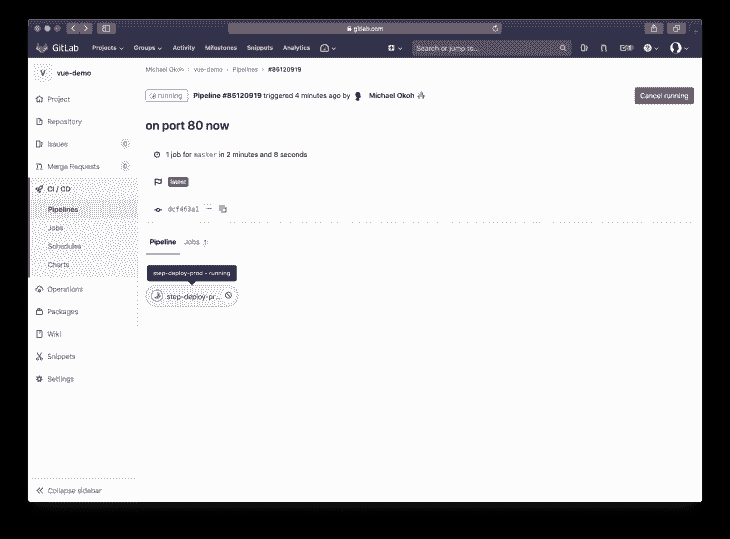 gitlab.com
GitLab Projects Groups Activity Milestones Snippets Analytics Search or jump to...
V vue-demo
Michael Okoh › vue-demo › Pipelines › #86120919
Project
running Pipeline #86120919 triggered 4 minutes ago by Michael Okoh
Cancel running
Repository
on port 80 now
Issues 0
1 job for master in 2 minutes and 8 seconds
Merge Requests 0
latest
CI / CD
Pipelines
dcf463a1 ...
Jobs
Schedules
Pipeline Jobs 1
Charts
step-deploy-prod - running
Operations
step-deploy-pr...
Packages
Wiki
Snippets
Settings
Collapse sidebar